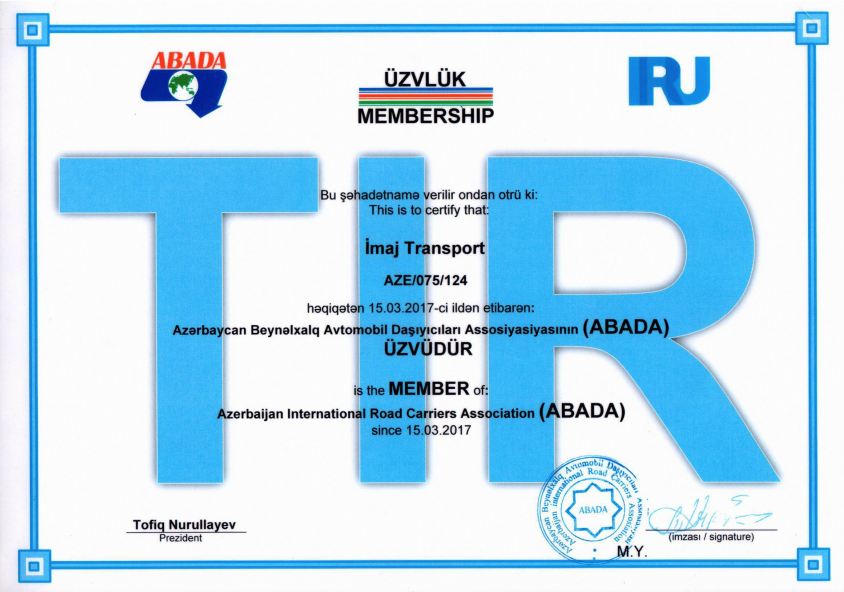 ABADA
ÜZVLÜK
MEMBERSHIP
IRU
TIR
Bu şəhadətnamə verilir ondan otrü ki:
This is to certify that:
İmaj Transport
AZE/075/124
həqiqətən 15.03.2017-ci ildən etibarən:
Azərbaycan Beynəlxalq Avtomobil Daşıyıcıları Assosiyasiyasının (ABADA)
ÜZVÜDÜR
is the MEMBER of:
Azerbaijan International Road Carriers Association (ABADA)
since 15.03.2017
Azərbaycan Beynəlxalq Avtomobil Daşıyıcıları Assosiasiyası
Azerbaijan International Road Carriers Association
ABADA
Tofiq Nurullayev
Prezident
(imzası / signature)
M.Y.